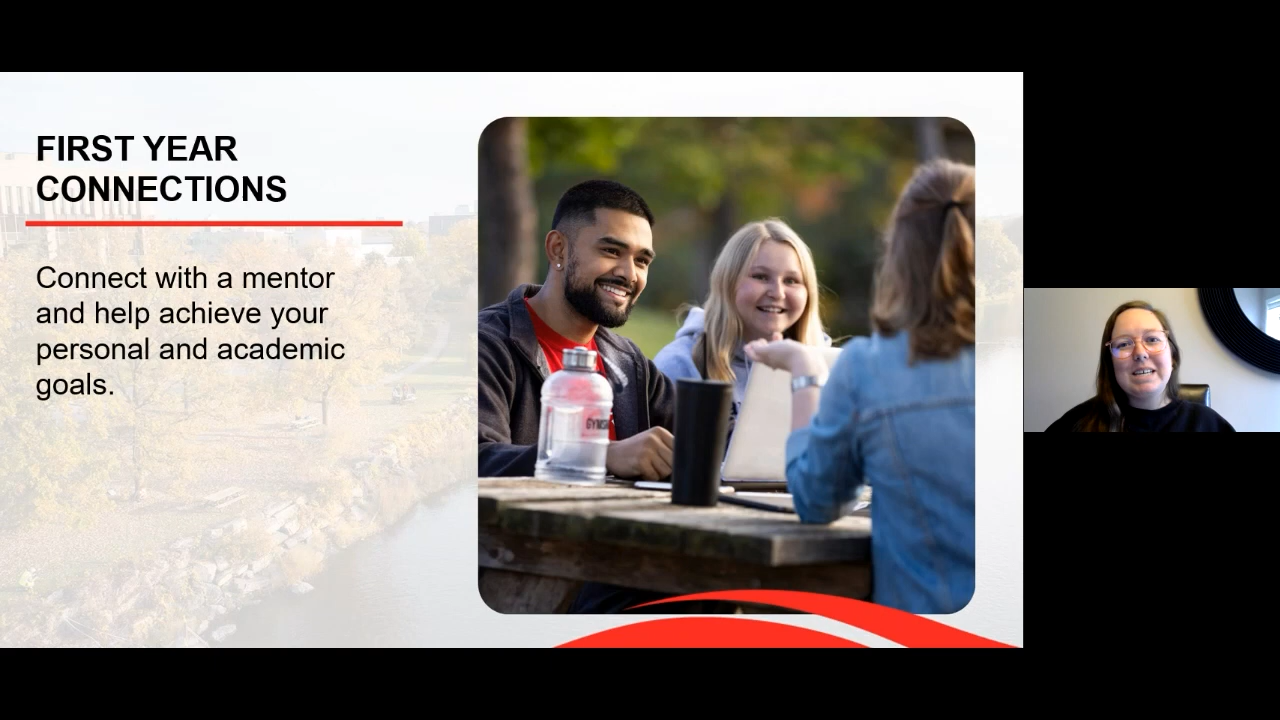 FIRST YEAR
CONNECTIONS
Connect with a mentor
and help achieve your
personal and academic
goals.